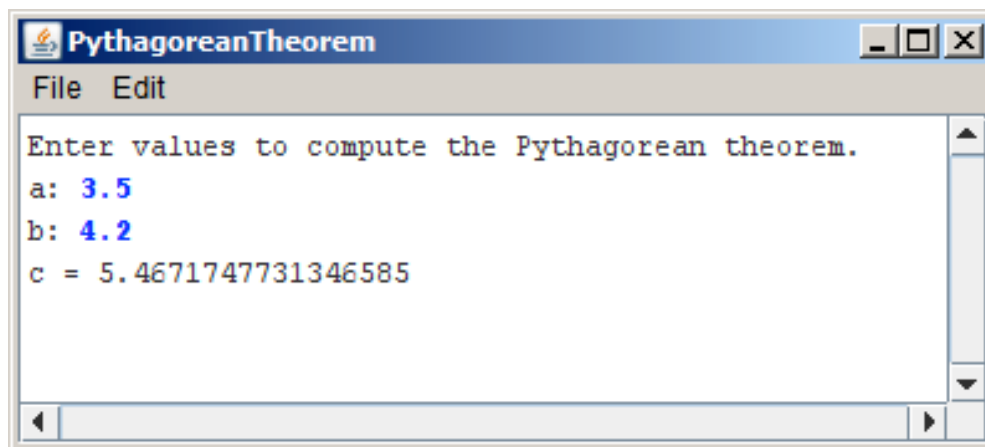 PythagoreanTheorem
File Edit
Enter values to compute the Pythagorean theorem.
a: 3.5
b: 4.2
c = 5.4671747731346585